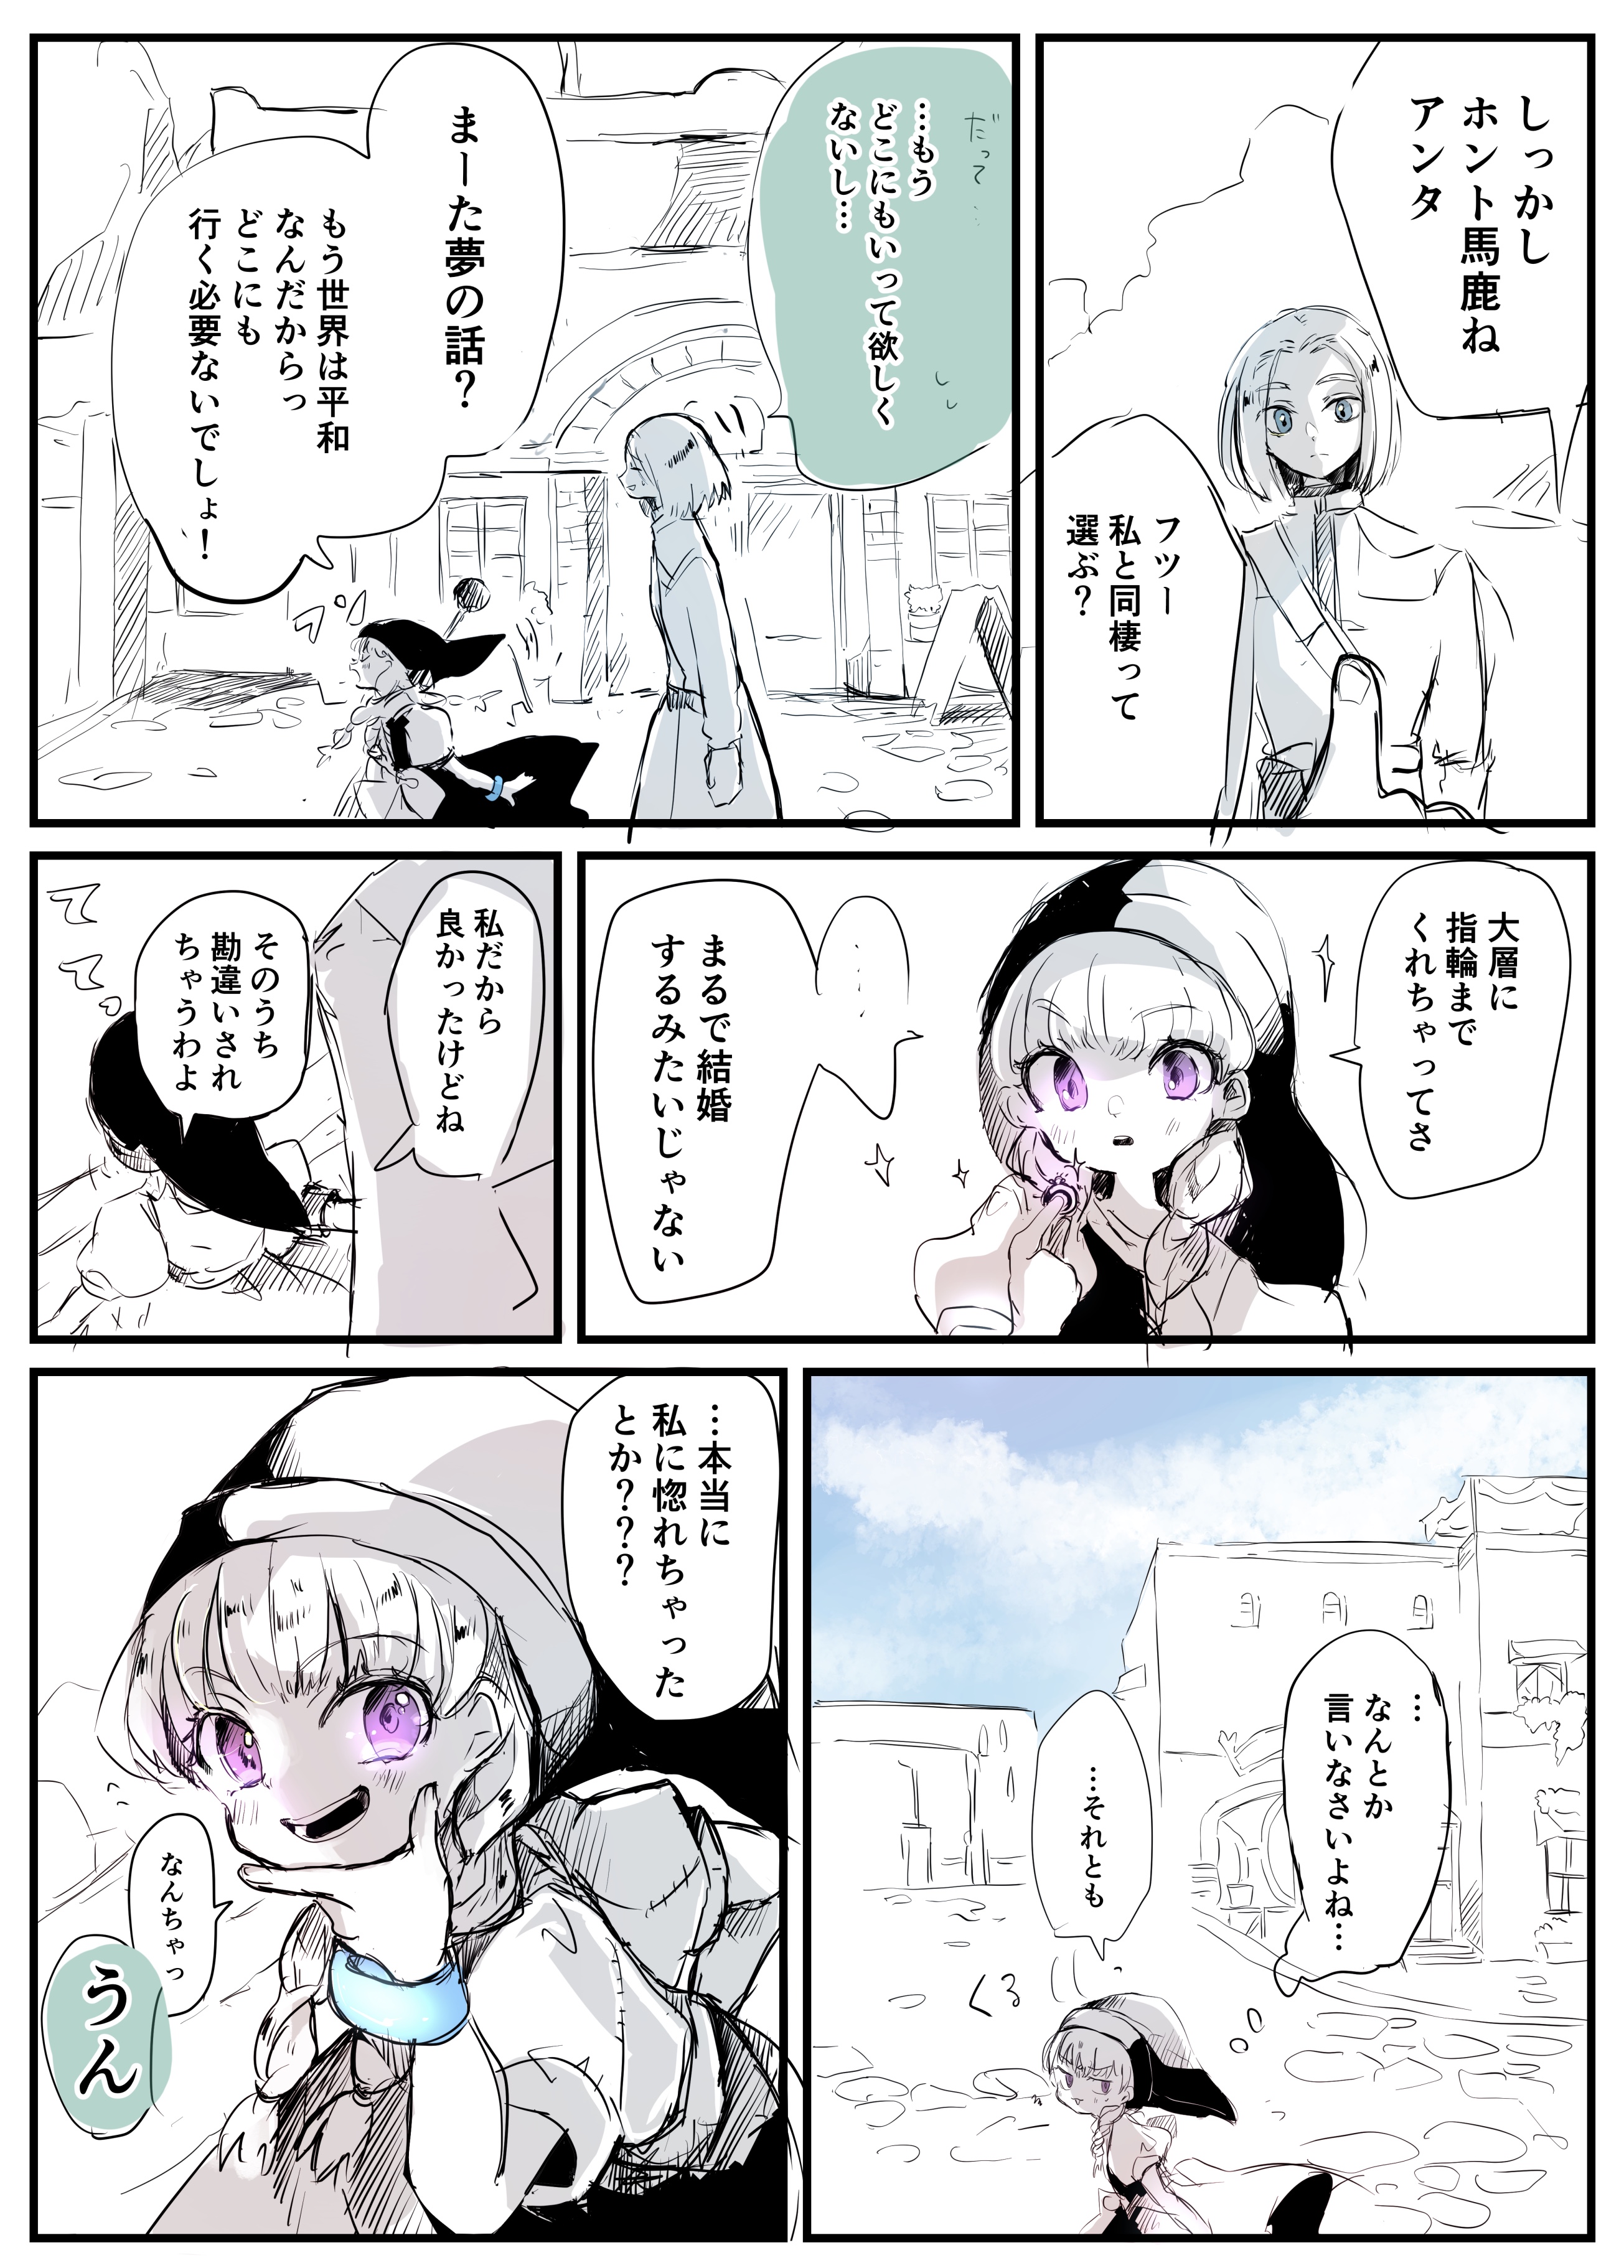 しっかし
ホント馬鹿ね
アンタ
フツー
私と同棲って
選ぶ?
だって…
…もう
どこにもいって欲しく
ないし…
まーた夢の話?
もう世界は平和
なんだからっ
どこにも
行く必要ないでしょ!
プン
大層に
指輪まで
くれちゃってさ
……
まるで結婚
するみたいじゃない
私だから
良かったけどね
そのうち
勘違いされ
ちゃうわよ
てて
…
なんとか
言いなさいよね…
…それとも
くる
…本当に
私に惚れちゃった
とか???
なんちゃっ
うん